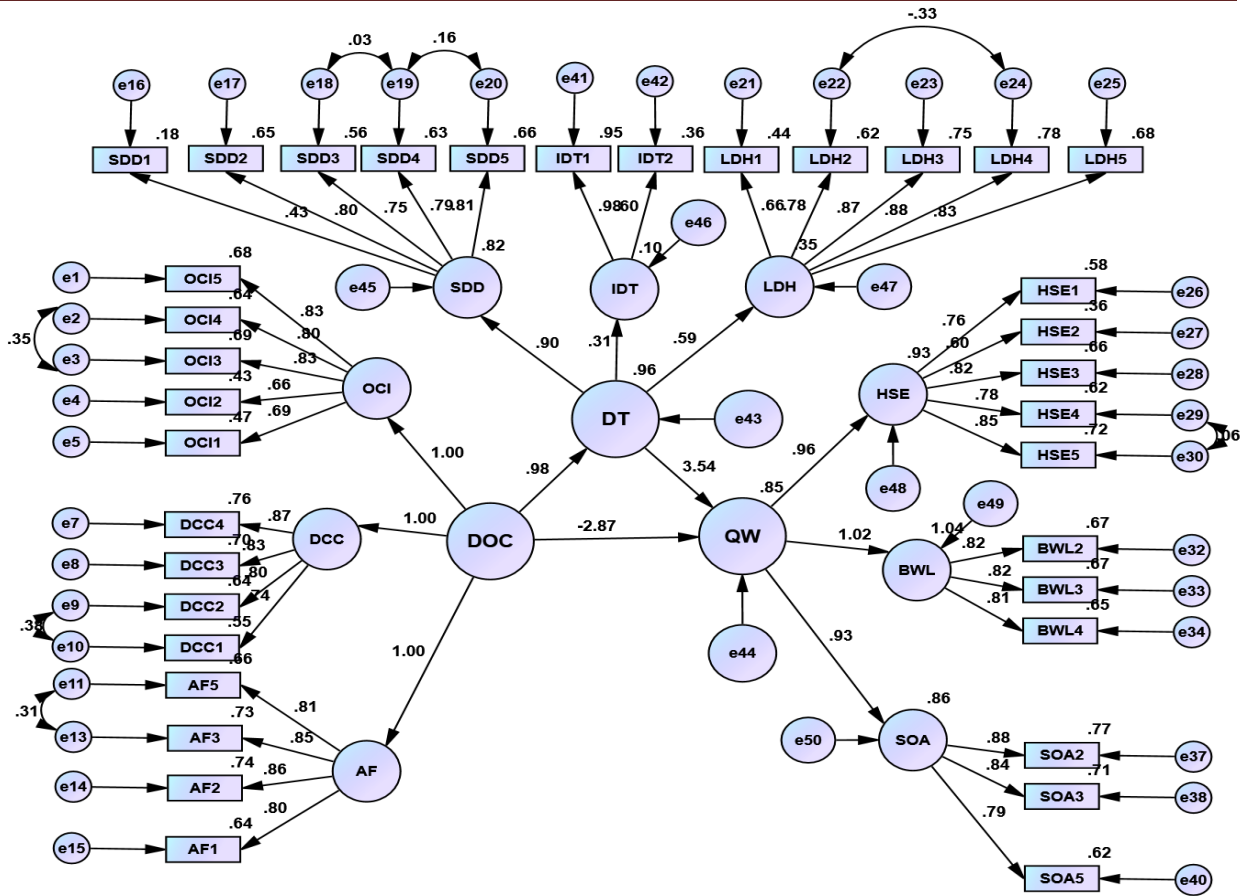 -.33
.03 .16
e16 e17 e18 e19 e20 e41 e42 e21 e22 e23 e24 e25
.18 .65 .56 .63 .66 .95 .36 .44 .62 .75 .78 .68
SDD1 SDD2 SDD3 SDD4 SDD5 IDT1 IDT2 LDH1 LDH2 LDH3 LDH4 LDH5
.43 .80 .75 .79 .81 .98 .60 .66 .78 .87 .88 .83
e46
.82 .10 .35
e45 SDD IDT LDH e47
.68
e1 OCI5
.64
e2 OCI4
.69
e3 OCI3
.43
e4 OCI2
.47
e5 OCI1
.35
.83
.80
.83
.66
.69
OCI
.90 .31 .59
.96
DT e43
.58
HSE1 e26
.36
HSE2 e27
.66
HSE3 e28
.62
HSE4 e29
.72
HSE5 e30
.76
.60
.82
.78
.85
.93
HSE
e48
1.00
.98
3.54
.96
.85
.76
e7 DCC4
.70
e8 DCC3
.64
e9 DCC2
.55
e10 DCC1
.87
.83
.80
.74
DCC
1.00
DOC
-2.87
QW
e44
1.02
1.04
e49
BWL
.82
.82
.81
.67
BWL2 e32
.67
BWL3 e33
.65
BWL4 e34
1.00
.93
.66
e11 AF5
.73
e13 AF3
.74
e14 AF2
.64
e15 AF1
.31
.81
.85
.86
.80
AF
.86
e50 SOA
.88
.84
.79
.77
SOA2 e37
.71
SOA3 e38
.62
SOA5 e40